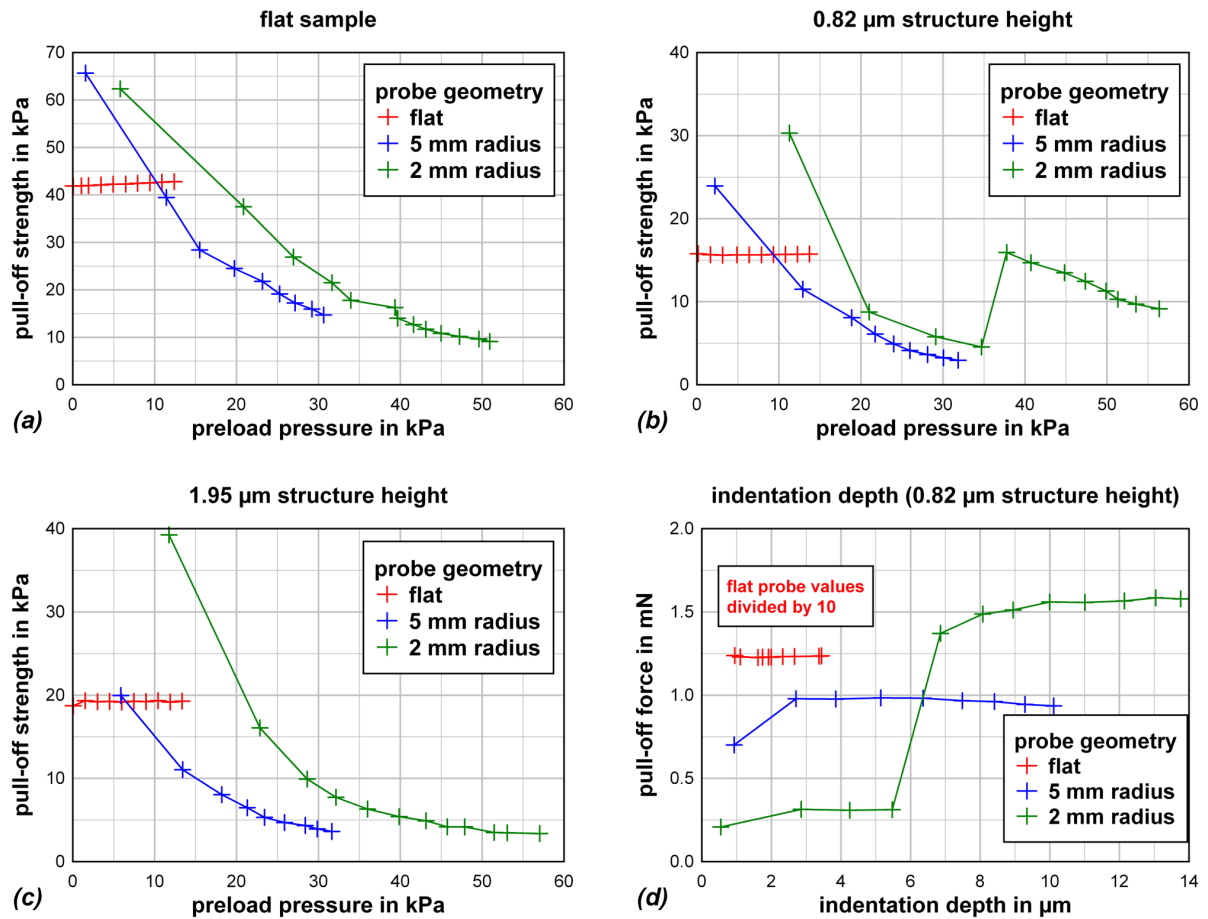 flat sample
70
60
50
40
30
20
10
0
pull-off strength in kPa
probe geometry
flat
5 mm radius
2 mm radius
0 10 20 30 40 50 60
preload pressure in kPa
(a)
0.82 µm structure height
40
30
20
10
0
pull-off strength in kPa
probe geometry
flat
5 mm radius
2 mm radius
0 10 20 30 40 50 60
preload pressure in kPa
(b)
1.95 µm structure height
40
30
20
10
0
pull-off strength in kPa
probe geometry
flat
5 mm radius
2 mm radius
0 10 20 30 40 50 60
preload pressure in kPa
(c)
indentation depth (0.82 µm structure height)
2.0
1.5
1.0
0.5
0.0
pull-off force in mN
flat probe values
divided by 10
probe geometry
flat
5 mm radius
2 mm radius
0 2 4 6 8 10 12 14
indentation depth in µm
(d)